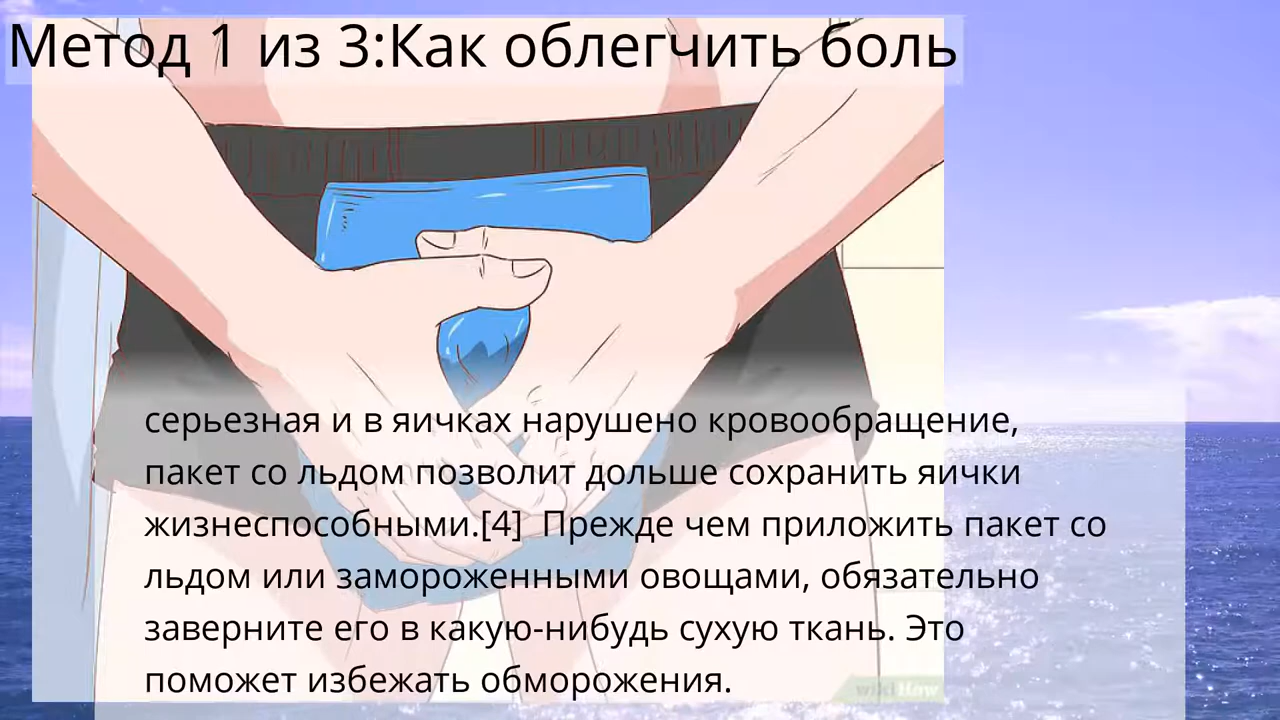 Метод 1 из 3:Как облегчить боль
серьезная и в яичках нарушено кровообращение,
пакет со льдом позволит дольше сохранить яички
жизнеспособными.[4]  Прежде чем приложить пакет со
льдом или замороженными овощами, обязательно
заверните его в какую-нибудь сухую ткань. Это
поможет избежать обморожения.
wikiHow